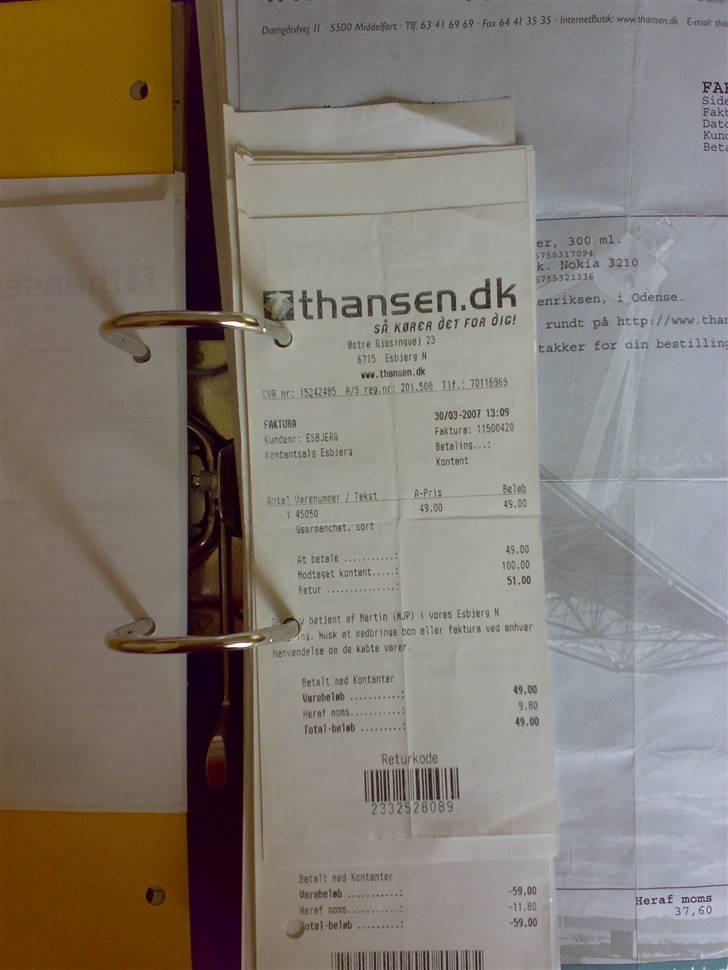 Damgårdvej 11 · 5500 Middelfart · Tlf. 63 41 69 69 · Fax 64 41 35 35 · InternetButik: www.thansen.dk · E-mail:
er, 300 ml.
5755317094
k. Nokia 3210
5755321336
enriksen, i Odense.
rundt på http://www.than
takker for din bestilling
Heraf moms
37,60
thansen.dk
SÅ KØRER DET FOR DIG!
Østre Gjesingvej 23
6715 Esbjerg N
www.thansen.dk
CVR nr: 15242485 A/S reg.nr: 201.508 Tlf.: 70116969
30/03-2007 13:09
FAKTURA
Faktura: 11500420
Kundenr: ESBJERG
Betaling...:
Kontantsalg Esbjerg
Kontant
Antal Varenummer / Tekst A-Pris Beløb
1 45050 49,00 49,00
Gearmanchet, sort
At betale ...........: 49,00
Modtaget kontant.....: 100,00
Retur ...............: 51,00
betjent af Martin (MJP) i vores Esbjerg N
Husk at medbringe bon eller faktura ved enhver
henvendelse om de købte varer.
Betalt med Kontanter
Varebeløb ...........: 49,00
Heraf moms...........: 9,80
Total-beløb .........: 49,00
Returkode
2332528089
Betalt med Kontanter
Varebeløb ...........: -59,00
Heraf moms...........: -11,80
Total-beløb .........: -59,00